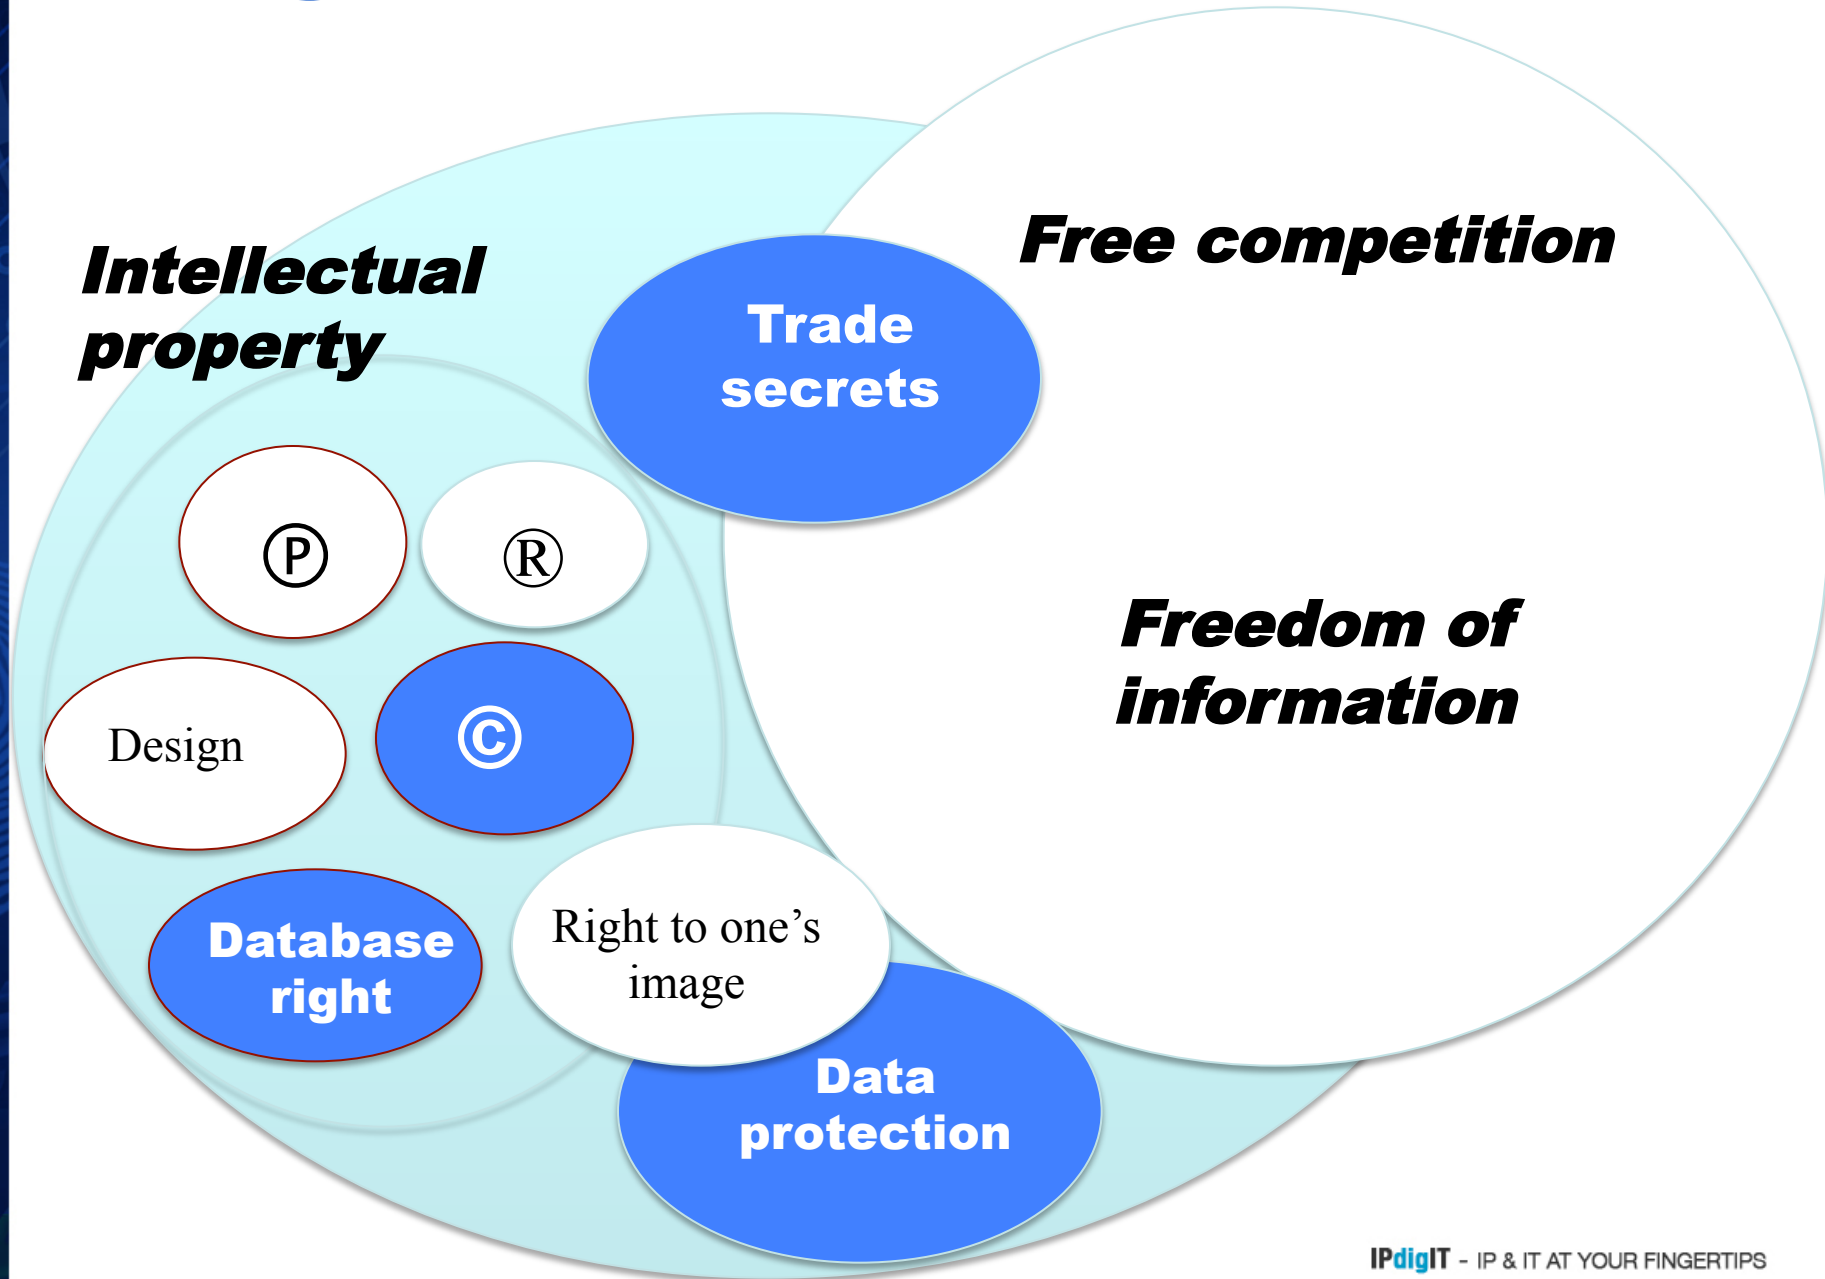 Intellectual
property
Free competition
Trade
secrets
℗
®
Freedom of
information
Design
©
Database
right
Right to one’s
image
Data
protection
IPdigIT - IP & IT AT YOUR FINGERTIPS